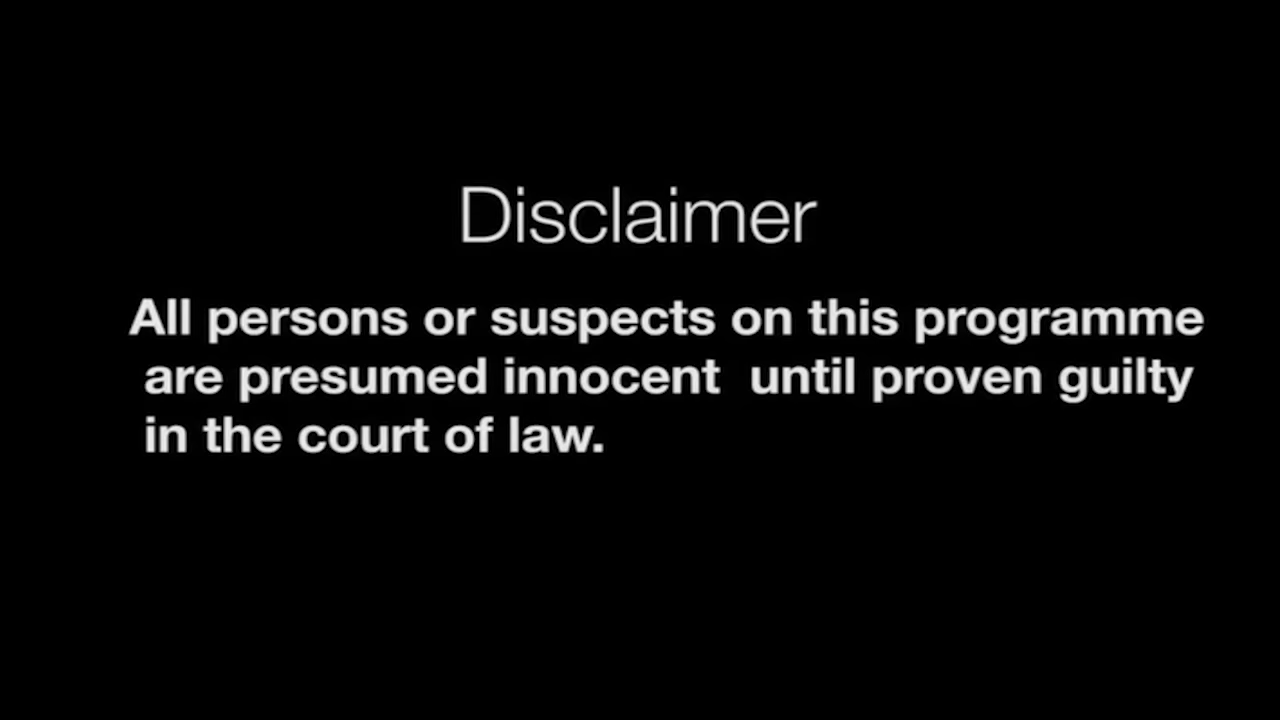 Disclaimer
All persons or suspects on this programme
are presumed innocent  until proven guilty
in the court of law.